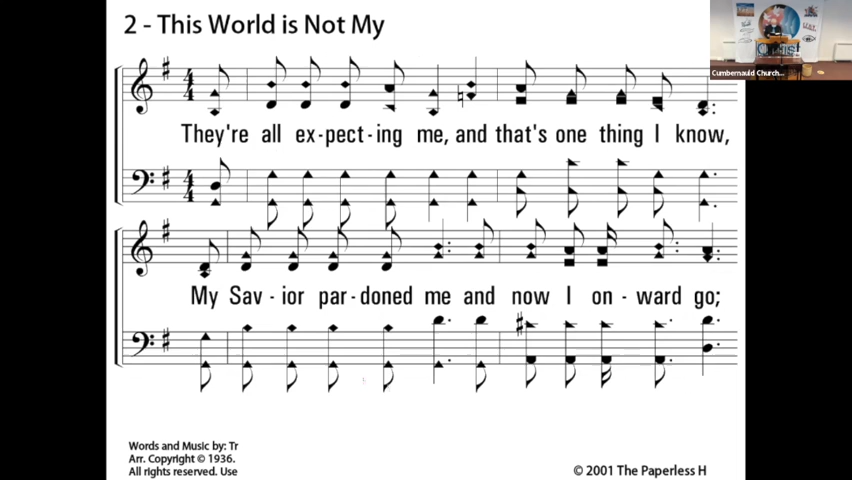 2 - This World is Not My
Cumbernauld Church...
They're all ex-pect-ing me, and that's one thing I know,
My Sav - ior par-doned me and now I on - ward go;
Words and Music by: Tr
Arr. Copyright © 1936.
All rights reserved. Use
© 2001 The Paperless H